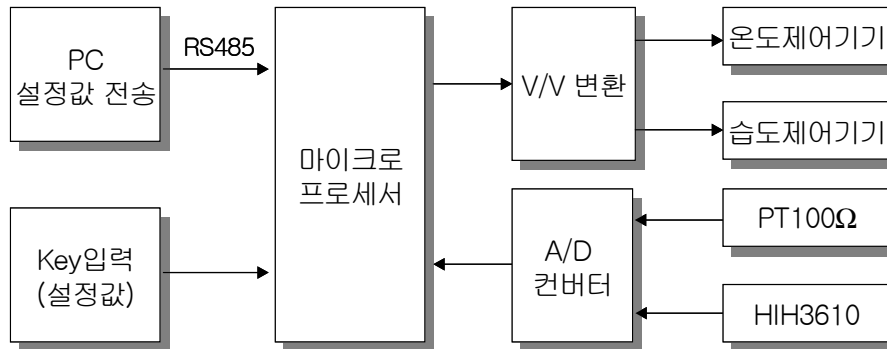 PC
설정값 전송
RS485
Key입력
(설정값)
마이크로
프로세서
V/V 변환
A/D
컨버터
온도제어기기
습도제어기기
PT100Ω
HIH3610